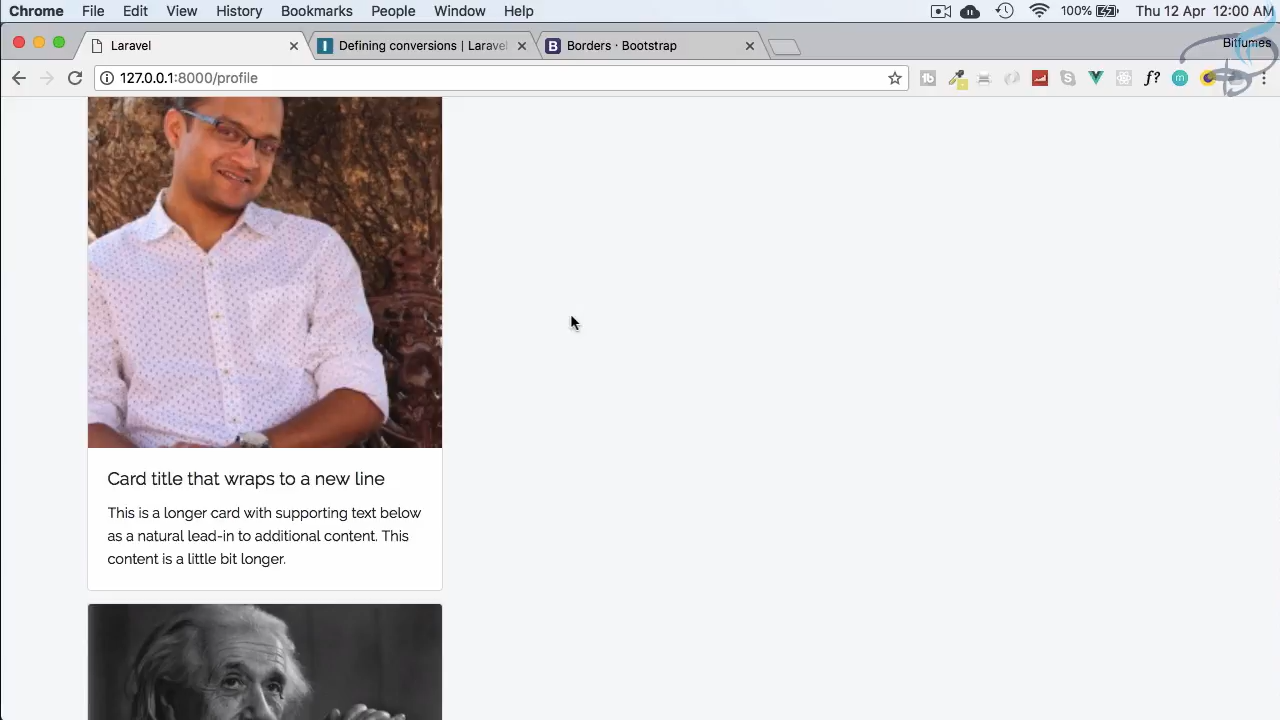 Chrome File Edit View History Bookmarks People Window Help 100% Thu 12 Apr 12:00 AM
Laravel Defining conversions | Laravel B Borders · Bootstrap Bitfumes
127.0.0.1:8000/profile f?
Card title that wraps to a new line
This is a longer card with supporting text below
as a natural lead-in to additional content. This
content is a little bit longer.